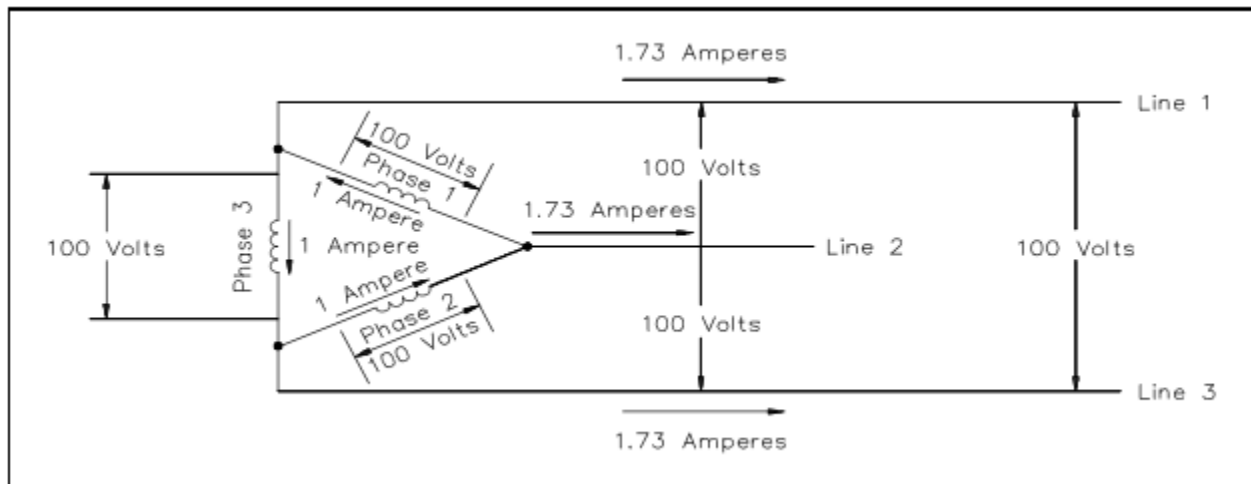 1.73 Amperes
Line 1
100 Volts
Phase 1
1 Ampere
100 Volts
1.73 Amperes
Phase 3
1 Ampere
100 Volts
Line 2
100 Volts
1 Ampere
Phase 2
100 Volts
100 Volts
Line 3
1.73 Amperes